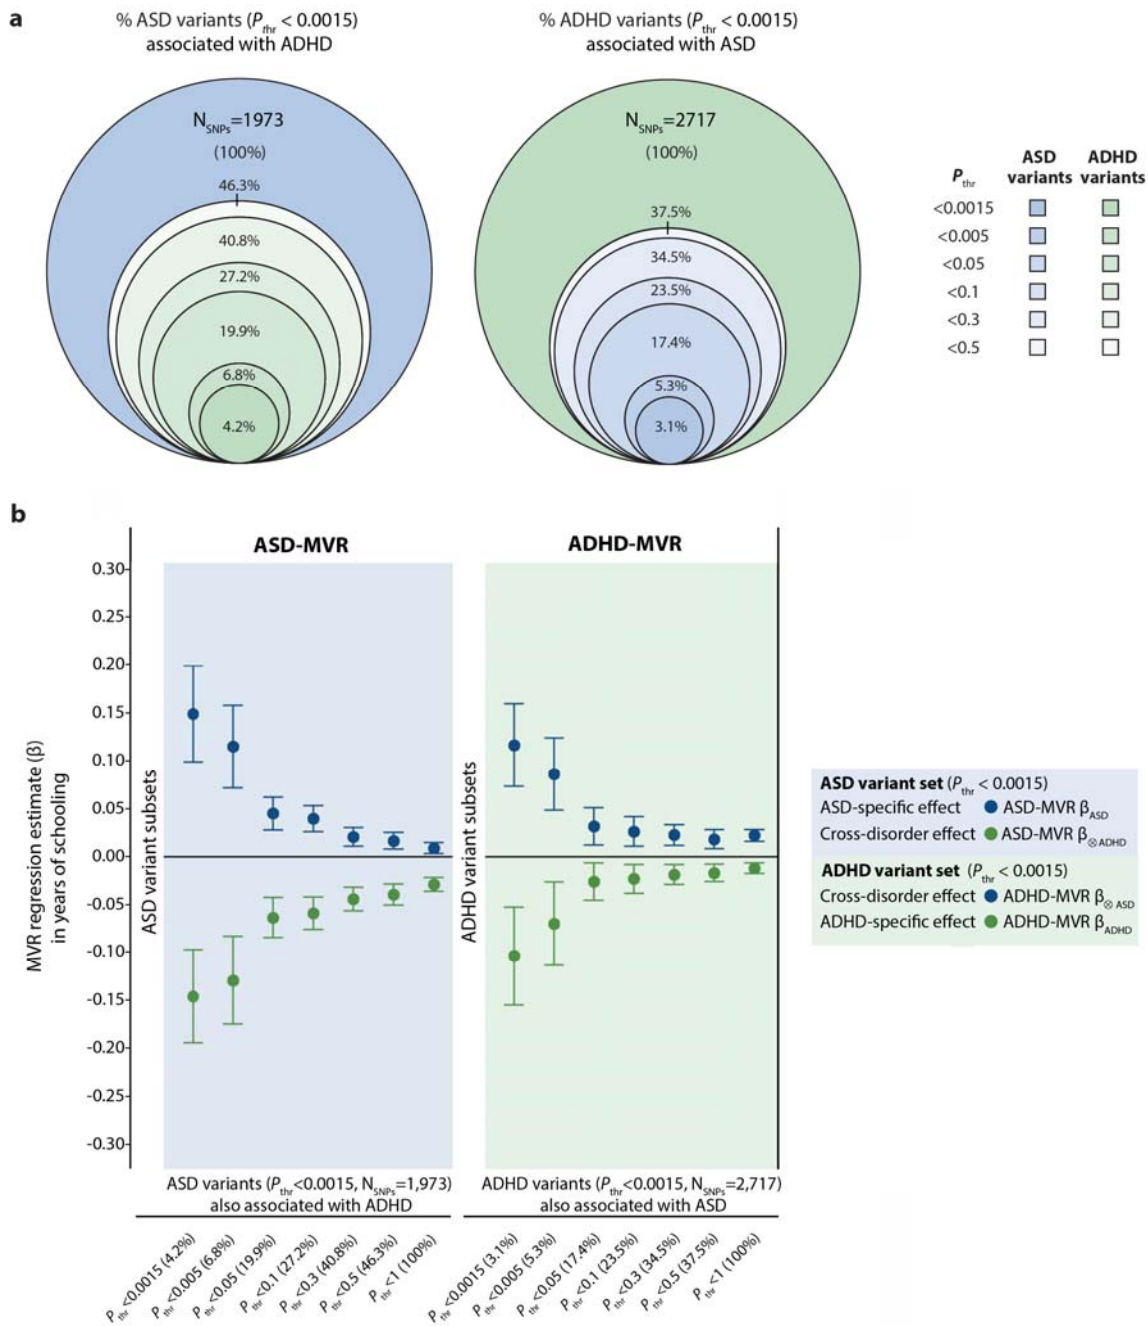 a
% ASD variants (Pthr < 0.0015)
associated with ADHD
NSNPs=1973
(100%)
46.3%
40.8%
27.2%
19.9%
6.8%
4.2%
% ADHD variants (Pthr < 0.0015)
associated with ASD
NSNPs=2717
(100%)
37.5%
34.5%
23.5%
17.4%
5.3%
3.1%
Pthr
ASD
variants
ADHD
variants
<0.0015
<0.005
<0.05
<0.1
<0.3
<0.5
b
ASD-MVR
ADHD-MVR
MVR regression estimate (β)
in years of schooling
0.30
0.25
0.20
0.15
0.10
0.05
0.00
-0.05
-0.10
-0.15
-0.20
-0.25
-0.30
ASD variant subsets
ADHD variant subsets
ASD variants (Pthr<0.0015, NSNPs=1,973)
also associated with ADHD
Pthr <0.0015 (4.2%)
Pthr <0.005 (6.8%)
Pthr <0.05 (19.9%)
Pthr <0.1 (27.2%)
Pthr <0.3 (40.8%)
Pthr <0.5 (46.3%)
Pthr <1 (100%)
ADHD variants (Pthr<0.0015, NSNPs=2,717)
also associated with ASD
Pthr <0.0015 (3.1%)
Pthr <0.005 (5.3%)
Pthr <0.05 (17.4%)
Pthr <0.1 (23.5%)
Pthr <0.3 (34.5%)
Pthr <0.5 (37.5%)
Pthr <1 (100%)
ASD variant set (Pthr < 0.0015)
ASD-specific effect ASD-MVR βASD
Cross-disorder effect ASD-MVR β⊗ADHD
ADHD variant set (Pthr < 0.0015)
Cross-disorder effect ADHD-MVR β⊗ASD
ADHD-specific effect ADHD-MVR βADHD